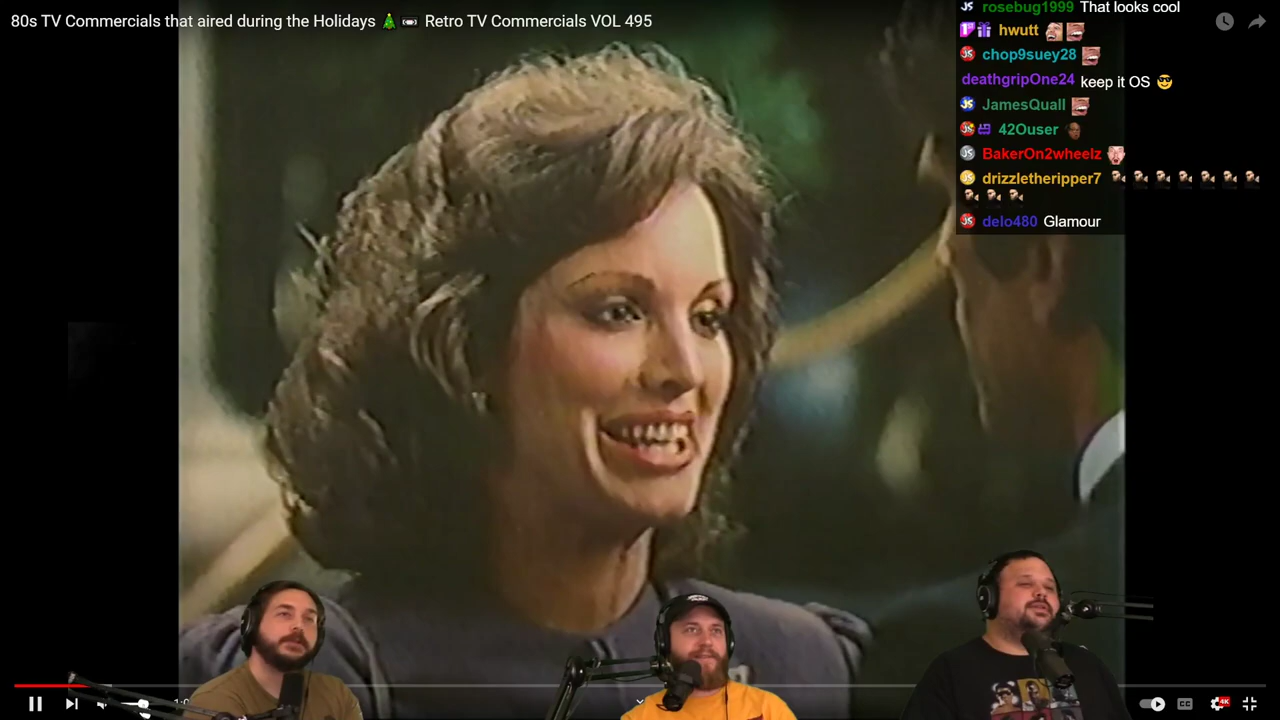 80s TV Commercials that aired during the Holidays 🎄📼 Retro TV Commercials VOL 495
rosebug1999 That looks cool
hwutt
chop9suey28
deathgripOne24 keep it OS 😎
JamesQuall
42Ouser
BakerOn2wheelz
drizzletheripper7
delo480 Glamour
4K